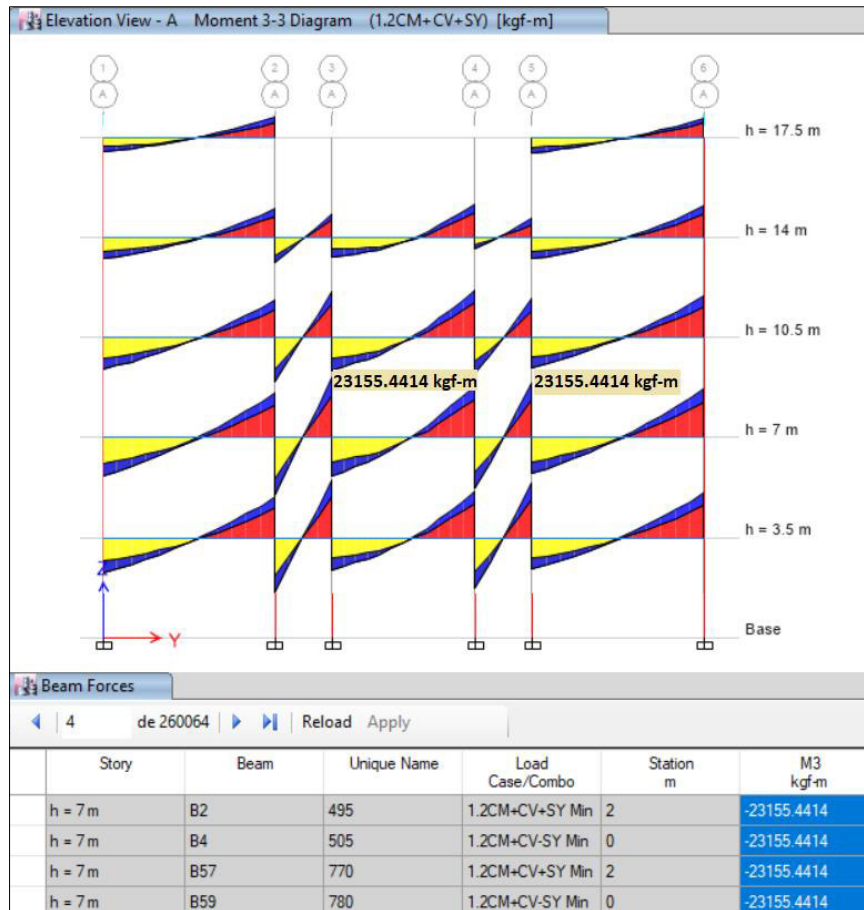 Elevation View - A Moment 3-3 Diagram (1.2CM+CV+SY) [kgf-m]
1 2 3 4 5 6
A A A A A A
h = 17.5 m
h = 14 m
h = 10.5 m
23155.4414 kgf-m 23155.4414 kgf-m
h = 7 m
h = 3.5 m
Z
Y
Base
Beam Forces
4 de 260064 Reload Apply
Story Beam Unique Name Load Case/Combo Station m M3 kgf-m
h = 7 m B2 495 1.2CM+CV+SY Min 2 -23155.4414
h = 7 m B4 505 1.2CM+CV-SY Min 0 -23155.4414
h = 7 m B57 770 1.2CM+CV+SY Min 2 -23155.4414
h = 7 m B59 780 1.2CM+CV-SY Min 0 -23155.4414